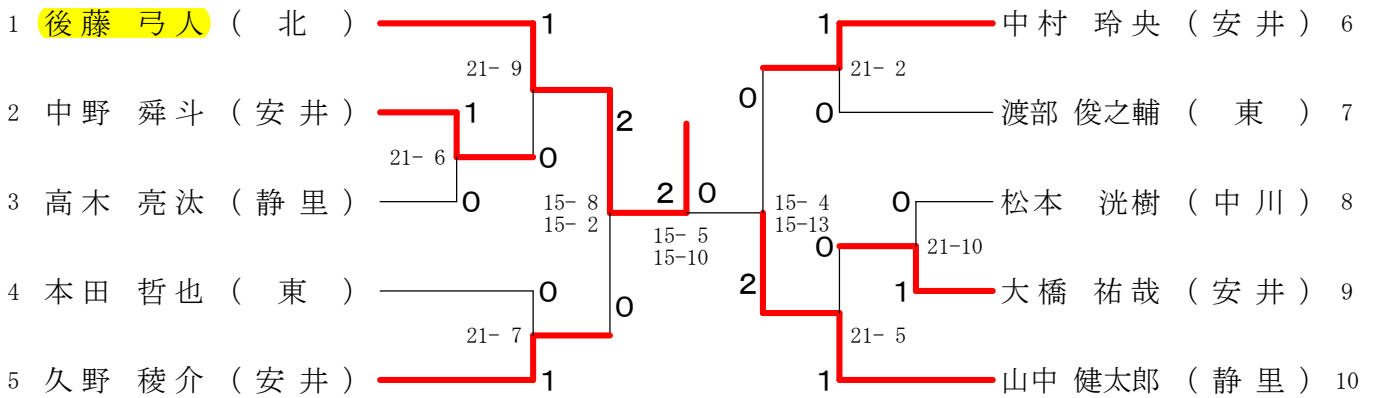 1 後藤 弓人 ( 北 ) 1 1 中村 玲央 (安井) 6
21- 9 21- 2
0
2 中野 舜斗 (安井) 1 2 0 渡部 俊之輔 ( 東 ) 7
21- 6 0
3 高木 亮汰 (静里) 0 15- 8 2 0 15- 4 0 松本 洸樹 (中川) 8
15- 2 15-13
15- 5 0 21-10
15-10
4 本田 哲也 ( 東 ) 0 0 2 1 大橋 祐哉 (安井) 9
21- 7 21- 5
5 久野 稜介 (安井) 1 1 山中 健太郎 (静里) 10